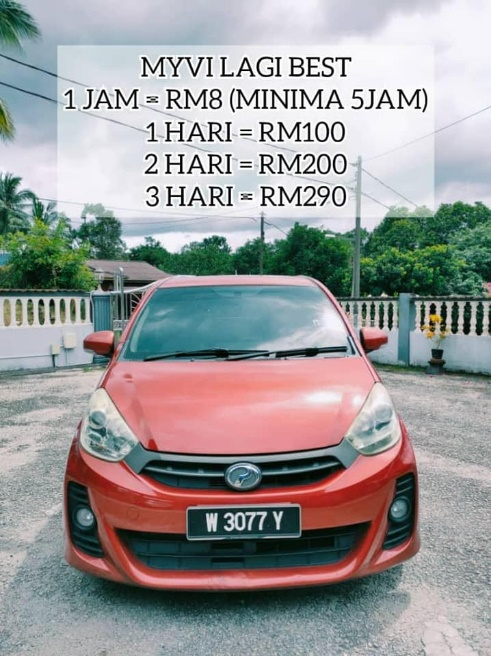 MYVI LAGI BEST
1 JAM = RM8 (MINIMA 5JAM)
1 HARI = RM100
2 HARI = RM200
3 HARI = RM290
W 3077 Y